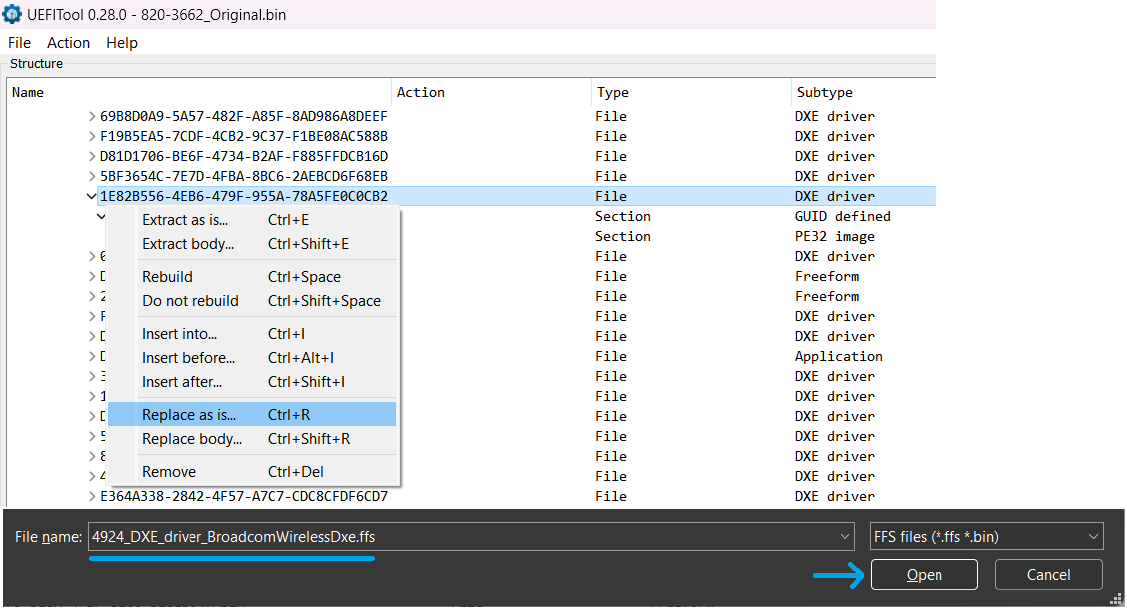 UEFITool 0.28.0 - 820-3662_Original.bin
File Action Help
Structure
Name Action Type Subtype
69B8D0A9-5A57-482F-A85F-8AD986A8DEEF File DXE driver
F19B5EA5-7CDF-4CB2-9C37-F1BE08AC588B File DXE driver
D81D1706-BE6F-4734-B2AF-F885FFDCB16D File DXE driver
5BF3654C-7E7D-4FBA-8BC6-2AEBCD6F68EB File DXE driver
1E82B556-4EB6-479F-955A-78A5FE0C0CB2 File DXE driver
Extract as is... Ctrl+E Section GUID defined
Extract body... Ctrl+Shift+E Section PE32 image
0 File DXE driver
Rebuild Ctrl+Space D File Freeform
Do not rebuild Ctrl+Shift+Space 2 File Freeform
F File DXE driver
Insert into... Ctrl+I D File DXE driver
Insert before... Ctrl+Alt+I D File Application
Insert after... Ctrl+Shift+I 3 File DXE driver
1 File DXE driver
Replace as is... Ctrl+R D File DXE driver
Replace body... Ctrl+Shift+R 5 File DXE driver
8 File DXE driver
Remove Ctrl+Del 4 File DXE driver
E364A338-2842-4F57-A7C7-CDC8CFDF6CD7 File DXE driver
File name: 4924_DXE_driver_BroadcomWirelessDxe.ffs FFS files (*.ffs *.bin)
Open Cancel